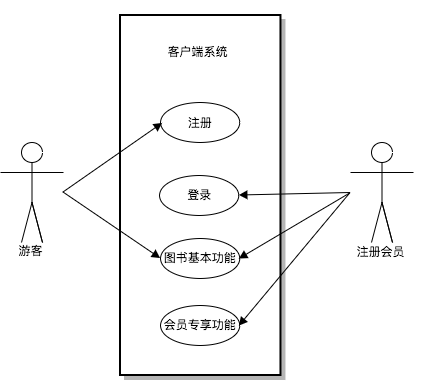 客户端系统
注册
登录
游客
图书基本功能
注册会员
会员专享功能